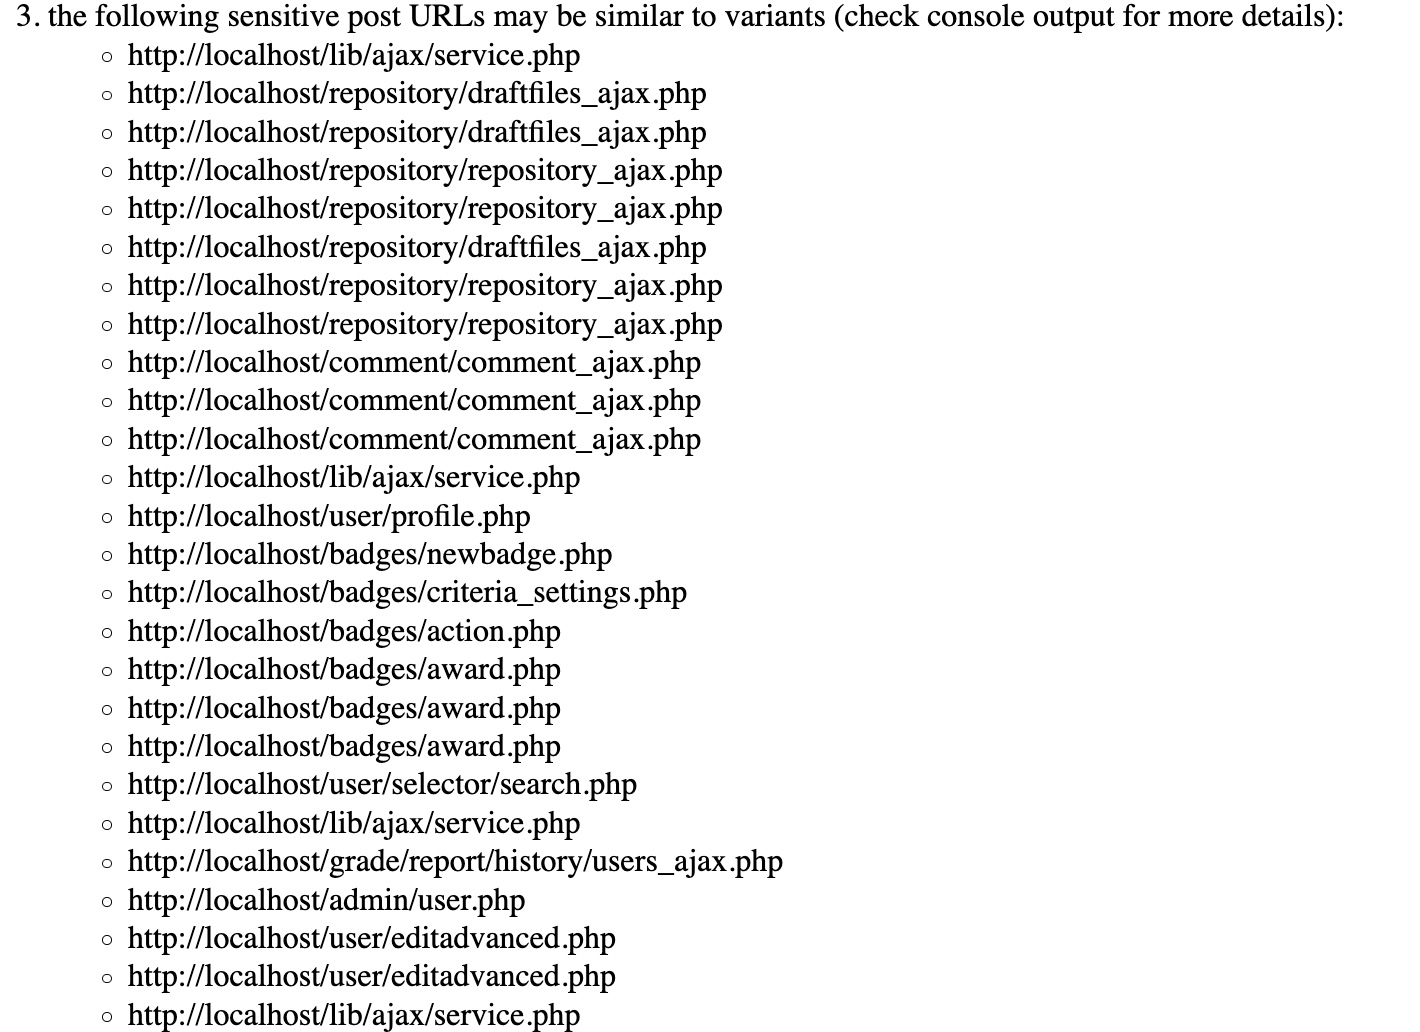 3. the following sensitive post URLs may be similar to variants (check console output for more details):
○ http://localhost/lib/ajax/service.php
○ http://localhost/repository/draftfiles_ajax.php
○ http://localhost/repository/draftfiles_ajax.php
○ http://localhost/repository/repository_ajax.php
○ http://localhost/repository/repository_ajax.php
○ http://localhost/repository/draftfiles_ajax.php
○ http://localhost/repository/repository_ajax.php
○ http://localhost/repository/repository_ajax.php
○ http://localhost/comment/comment_ajax.php
○ http://localhost/comment/comment_ajax.php
○ http://localhost/comment/comment_ajax.php
○ http://localhost/lib/ajax/service.php
○ http://localhost/user/profile.php
○ http://localhost/badges/newbadge.php
○ http://localhost/badges/criteria_settings.php
○ http://localhost/badges/action.php
○ http://localhost/badges/award.php
○ http://localhost/badges/award.php
○ http://localhost/badges/award.php
○ http://localhost/user/selector/search.php
○ http://localhost/lib/ajax/service.php
○ http://localhost/grade/report/history/users_ajax.php
○ http://localhost/admin/user.php
○ http://localhost/user/editadvanced.php
○ http://localhost/user/editadvanced.php
○ http://localhost/lib/ajax/service.php